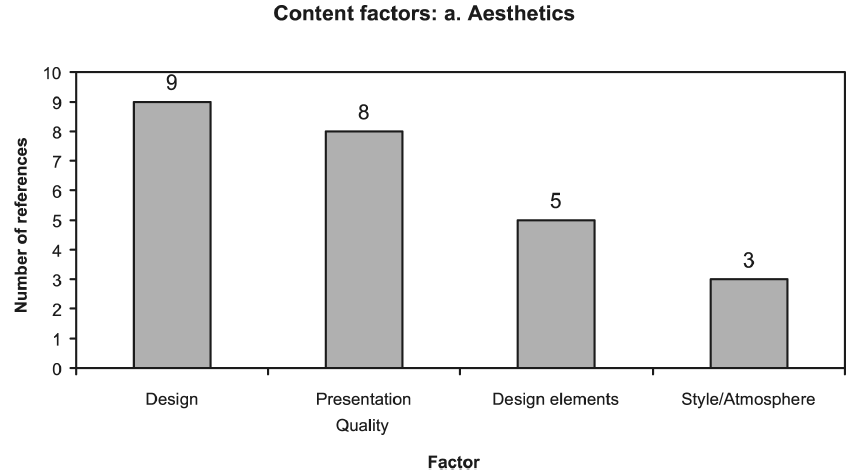 Content factors: a. Aesthetics
Number of references
10
9
8
7
6
5
4
3
2
1
0
9
8
5
3
Design
Presentation
Quality
Design elements
Style/Atmosphere
Factor